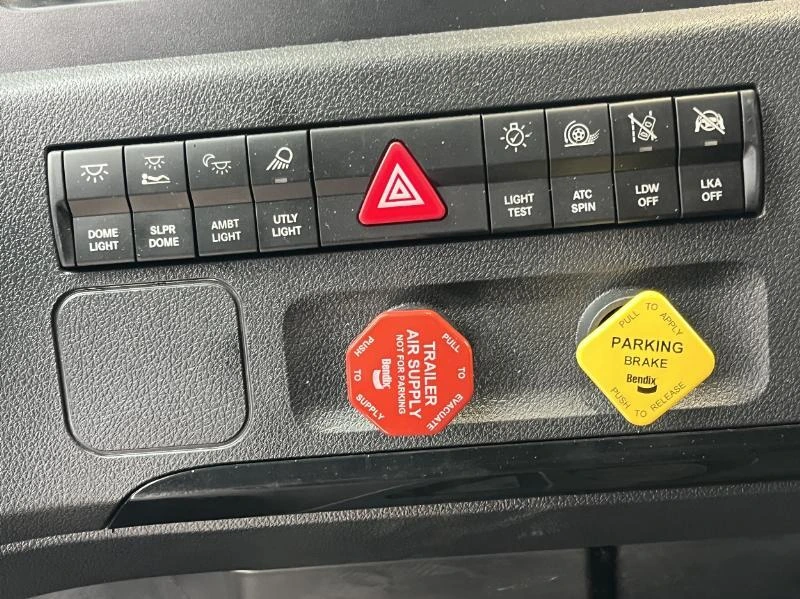 DOME
LIGHT
SLPR
DOME
AMBT
LIGHT
UTLY
LIGHT
LIGHT
TEST
ATC
SPIN
LDW
OFF
LKA
OFF
PULL TO EVACUATE
TRAILER
AIR SUPPLY
NOT FOR PARKING
Bendix
PUSH TO SUPPLY
PULL TO APPLY
PARKING
BRAKE
Bendix
PUSH TO RELEASE